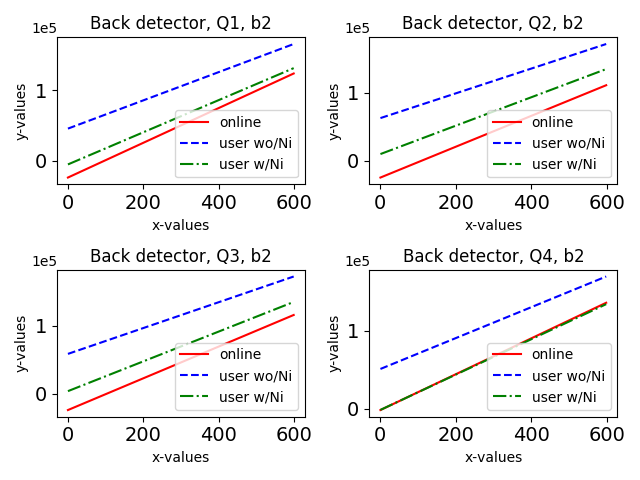 Back detector, Q1, b2
1e5
y-values
1
0
online
user wo/Ni
user w/Ni
0 200 400 600
x-values
Back detector, Q2, b2
1e5
y-values
1
0
online
user wo/Ni
user w/Ni
0 200 400 600
x-values
Back detector, Q3, b2
1e5
y-values
1
0
online
user wo/Ni
user w/Ni
0 200 400 600
x-values
Back detector, Q4, b2
1e5
y-values
1
0
online
user wo/Ni
user w/Ni
0 200 400 600
x-values